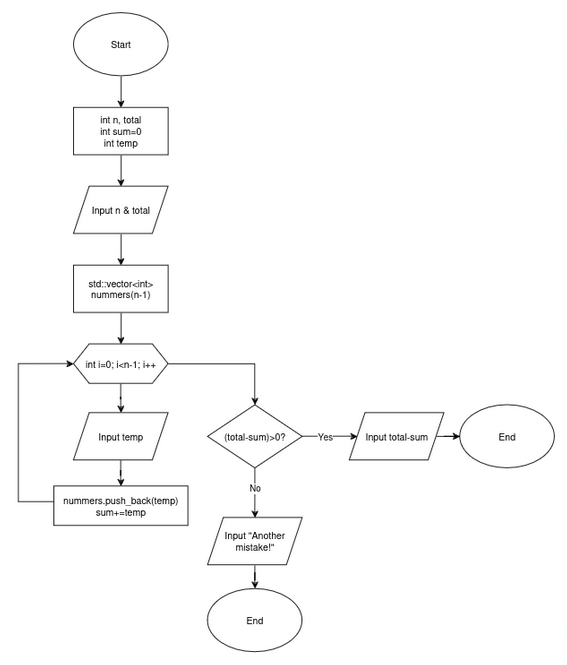 Start
int n, total
int sum=0
int temp
Input n & total
std::vector<int>
nummers(n-1)
int i=0; i<n-1; i++
Input temp
nummers.push_back(temp)
sum+=temp
(total-sum)>0?
Yes
Input total-sum
End
No
Input "Another
mistake!"
End